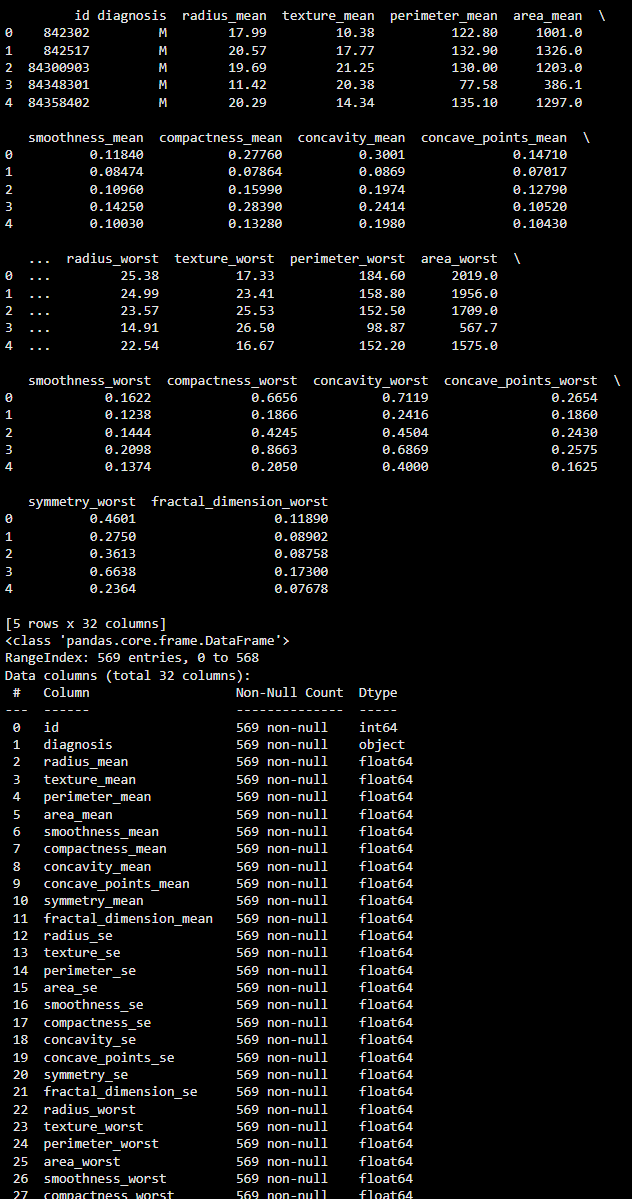 id diagnosis  radius_mean  texture_mean  perimeter_mean  area_mean  \
0    842302         M        17.99         10.38          122.80     1001.0
1    842517         M        20.57         17.77          132.90     1326.0
2  84300903         M        19.69         21.25          130.00     1203.0
3  84348301         M        11.42         20.38           77.58      386.1
4  84358402         M        20.29         14.34          135.10     1297.0

   smoothness_mean  compactness_mean  concavity_mean  concave_points_mean  \
0          0.11840           0.27760          0.3001              0.14710
1          0.08474           0.07864          0.0869              0.07017
2          0.10960           0.15990          0.1974              0.12790
3          0.14250           0.28390          0.2414              0.10520
4          0.10030           0.13280          0.1980              0.10430

   ...  radius_worst  texture_worst  perimeter_worst  area_worst  \
0  ...         25.38          17.33           184.60      2019.0
1  ...         24.99          23.41           158.80      1956.0
2  ...         23.57          25.53           152.50      1709.0
3  ...         14.91          26.50            98.87       567.7
4  ...         22.54          16.67           152.20      1575.0

   smoothness_worst  compactness_worst  concavity_worst  concave_points_worst  \
0            0.1622             0.6656           0.7119                0.2654
1            0.1238             0.1866           0.2416                0.1860
2            0.1444             0.4245           0.4504                0.2430
3            0.2098             0.8663           0.6869                0.2575
4            0.1374             0.2050           0.4000                0.1625

   symmetry_worst  fractal_dimension_worst
0          0.4601                  0.11890
1          0.2750                  0.08902
2          0.3613                  0.08758
3          0.6638                  0.17300
4          0.2364                  0.07678

[5 rows x 32 columns]
<class 'pandas.core.frame.DataFrame'>
RangeIndex: 569 entries, 0 to 568
Data columns (total 32 columns):
 #   Column                   Non-Null Count  Dtype
---  ------                   --------------  -----
 0   id                       569 non-null    int64
 1   diagnosis                569 non-null    object
 2   radius_mean              569 non-null    float64
 3   texture_mean             569 non-null    float64
 4   perimeter_mean           569 non-null    float64
 5   area_mean                569 non-null    float64
 6   smoothness_mean          569 non-null    float64
 7   compactness_mean         569 non-null    float64
 8   concavity_mean           569 non-null    float64
 9   concave_points_mean      569 non-null    float64
 10  symmetry_mean            569 non-null    float64
 11  fractal_dimension_mean   569 non-null    float64
 12  radius_se                569 non-null    float64
 13  texture_se               569 non-null    float64
 14  perimeter_se             569 non-null    float64
 15  area_se                  569 non-null    float64
 16  smoothness_se            569 non-null    float64
 17  compactness_se           569 non-null    float64
 18  concavity_se             569 non-null    float64
 19  concave_points_se        569 non-null    float64
 20  symmetry_se              569 non-null    float64
 21  fractal_dimension_se     569 non-null    float64
 22  radius_worst             569 non-null    float64
 23  texture_worst            569 non-null    float64
 24  perimeter_worst          569 non-null    float64
 25  area_worst               569 non-null    float64
 26  smoothness_worst         569 non-null    float64
 27  compactness_worst        569 non-null    float64